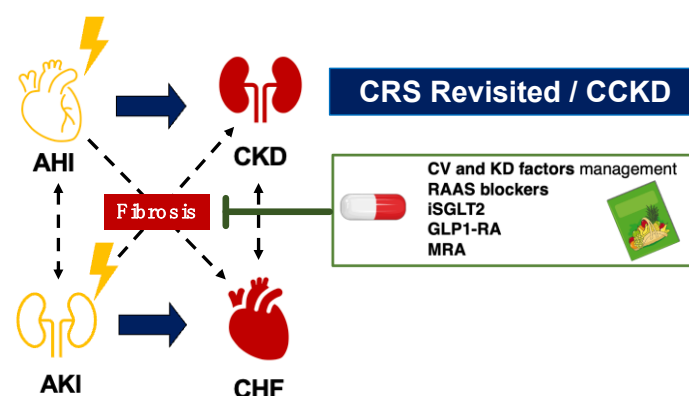 CRS Revisited / CCKD
AHI
CKD
Fibrosis
CV and KD factors management
RAAS blockers
iSGLT2
GLP1-RA
MRA
AKI
CHF